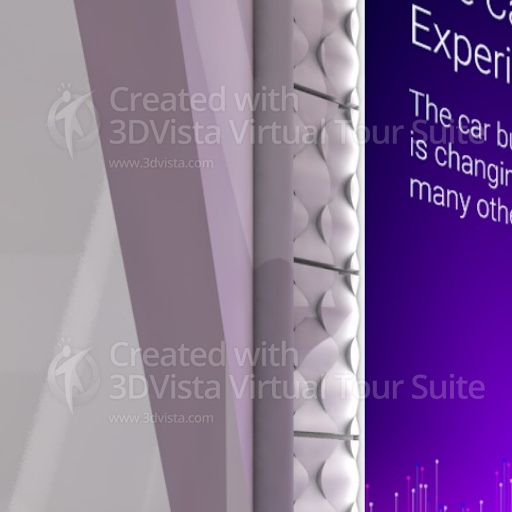 Experi
The car bu
is changin
many othe
Created with
3DVista Virtual Tour Suite
www.3dvista.com
Created with
3DVista Virtual Tour Suite
www.3dvista.com